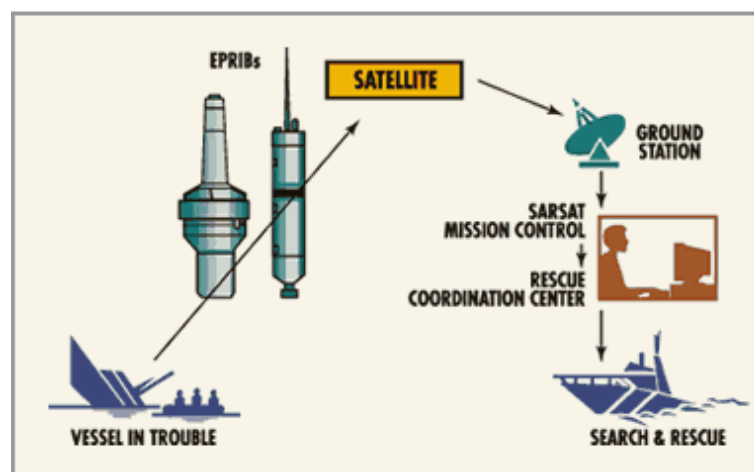 EPRIBs
SATELLITE
GROUND
STATION
SARSAT
MISSION CONTROL
RESCUE
COORDINATION CENTER
VESSEL IN TROUBLE
SEARCH & RESCUE